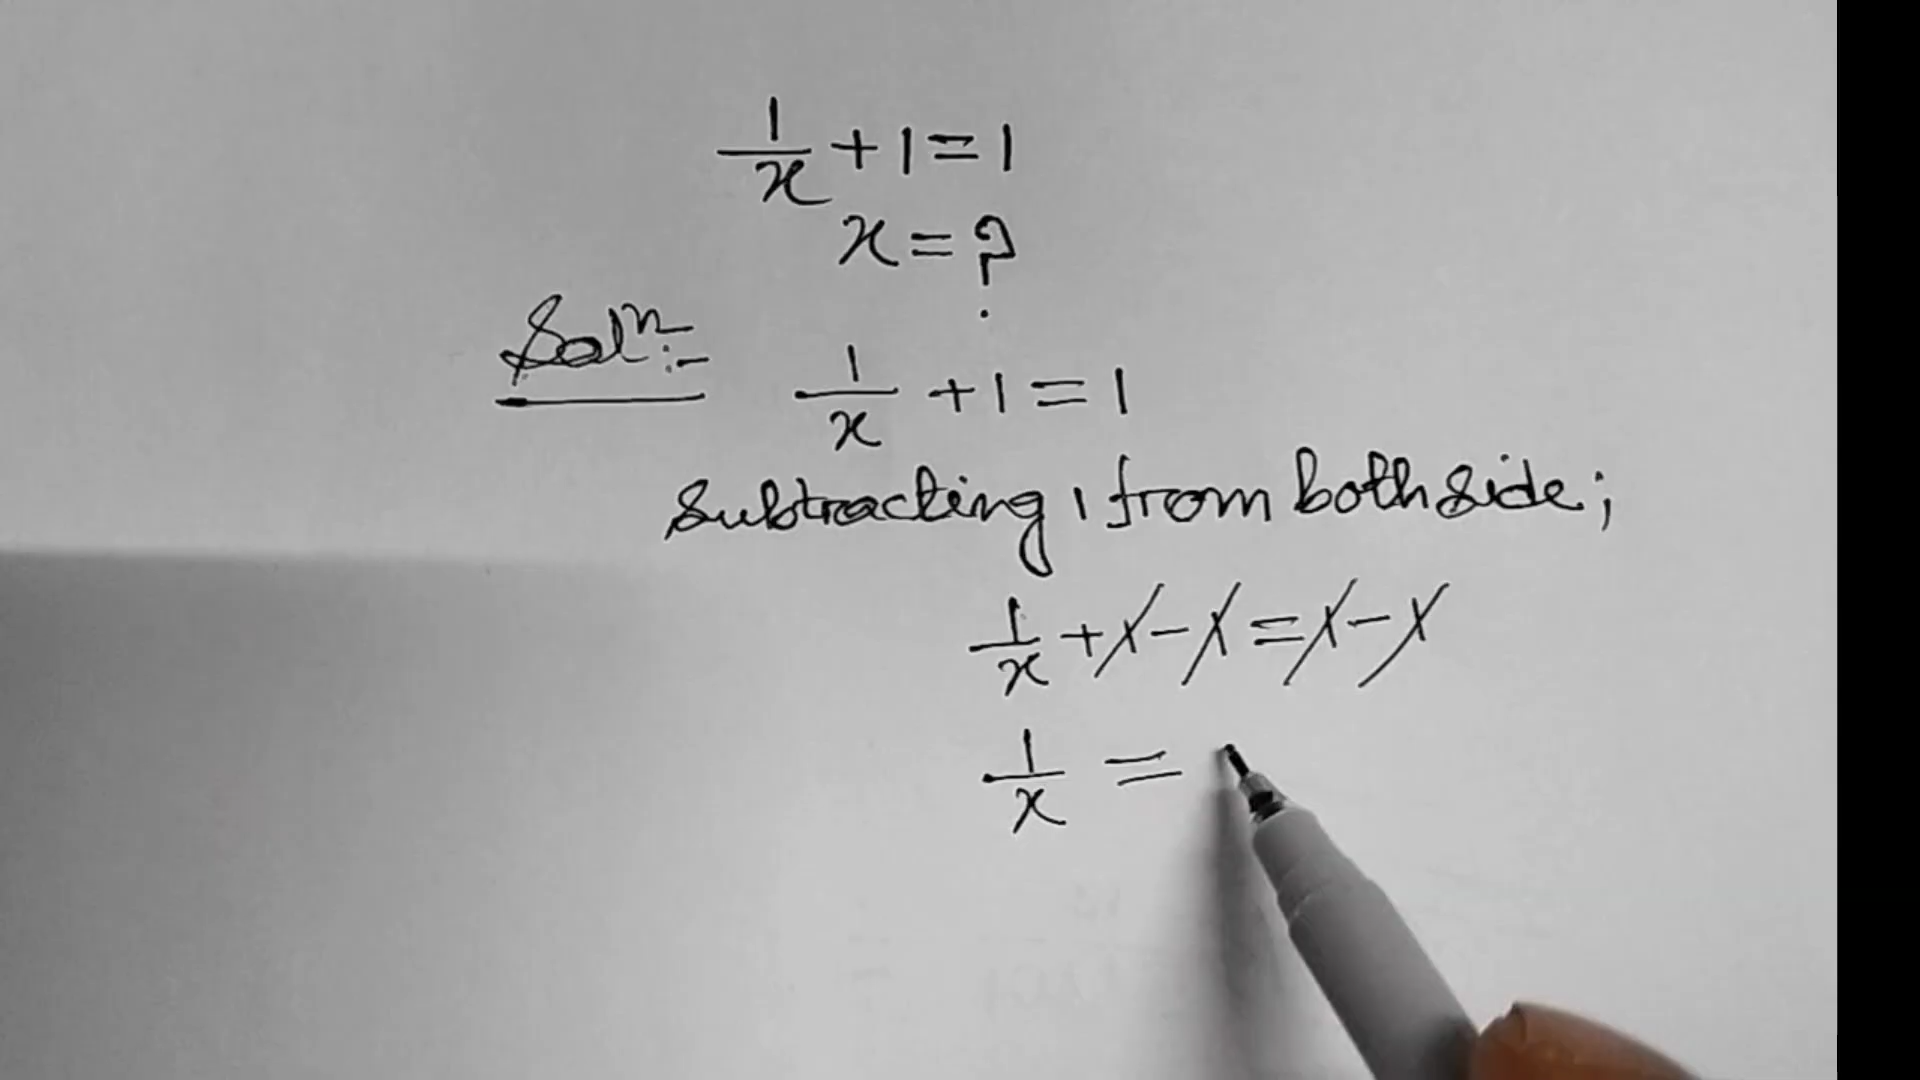 1/x + 1 = 1
x = ?
Solⁿ:-
1/x + 1 = 1
Subtracting 1 from both side;
1/x + 1 - 1 = 1 - 1
1/x =